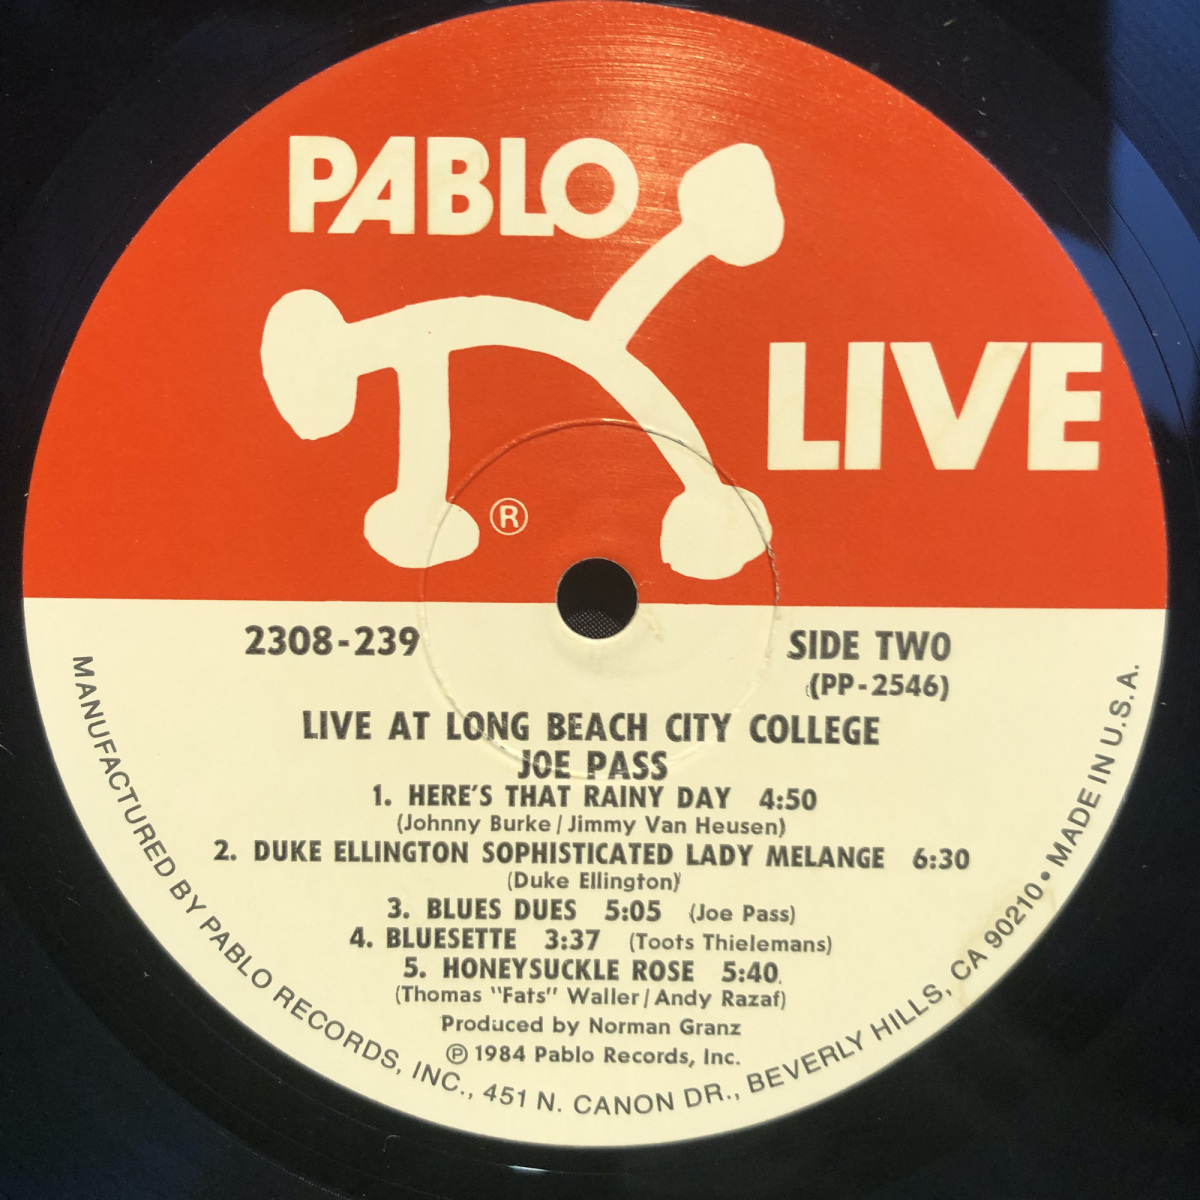 PABLO
LIVE
®
2308-239
SIDE TWO
(PP-2546)
LIVE AT LONG BEACH CITY COLLEGE
JOE PASS
1. HERE'S THAT RAINY DAY 4:50
(Johnny Burke/Jimmy Van Heusen)
2. DUKE ELLINGTON SOPHISTICATED LADY MELANGE 6:30
(Duke Ellington)
3. BLUES DUES 5:05 (Joe Pass)
4. BLUESETTE 3:37 (Toots Thielemans)
5. HONEYSUCKLE ROSE 5:40
(Thomas "Fats" Waller/Andy Razaf)
Produced by Norman Granz
℗ 1984 Pablo Records, Inc.
MANUFACTURED BY PABLO RECORDS, INC., 451 N. CANON DR., BEVERLY HILLS, CA 90210 • MADE IN U.S.A.